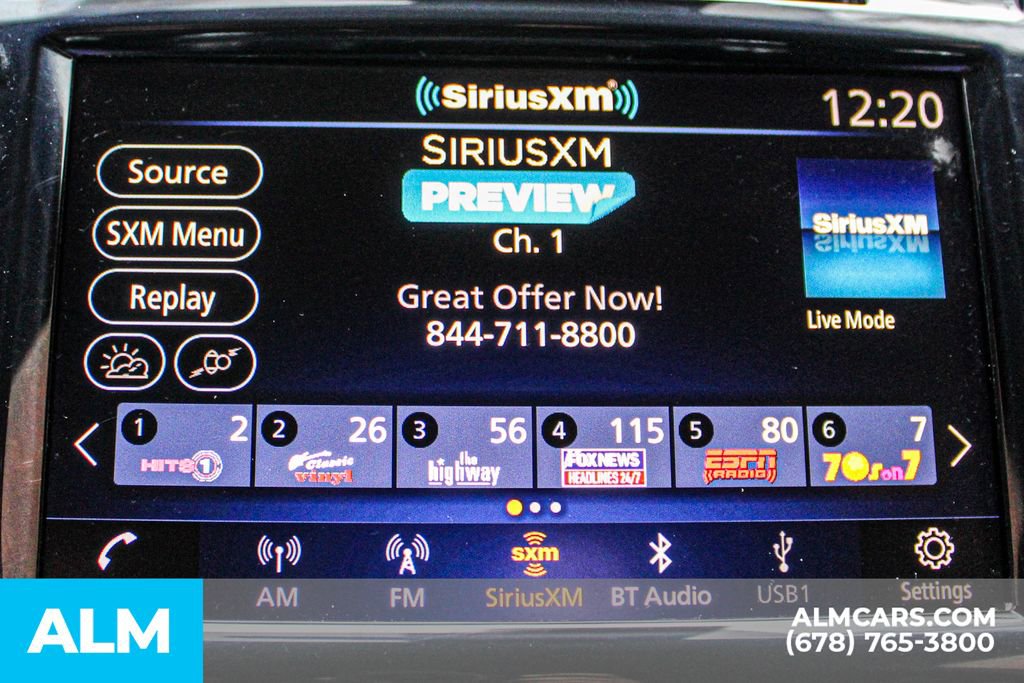 SiriusXM
12:20
SIRIUSXM
PREVIEW
Ch. 1
Source
SXM Menu
Replay
Great Offer Now!
844-711-8800
SiriusXM
Live Mode
1 2
HITS 1
2 26
Classic Vinyl
3 56
the highway
4 115
FOX NEWS
HEADLINES 24/7
5 80
ESPN
RADIO
6 7
70s on 7
sxm
AM
FM
SiriusXM
BT Audio
USB1
Settings
ALM
ALMCARS.COM
(678) 765-3800